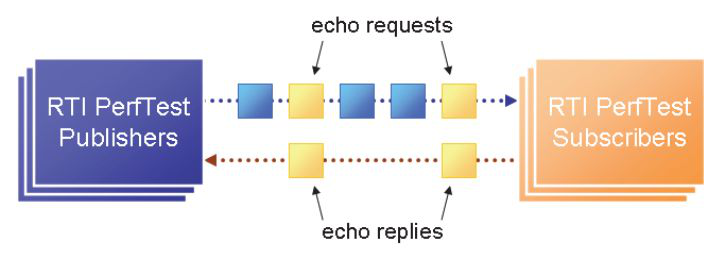 echo requests
RTI PerfTest
Publishers
RTI PerfTest
Subscribers
echo replies